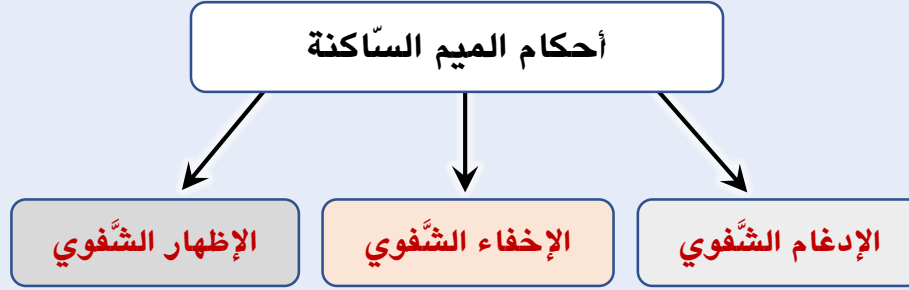 أحكام الميم السّاكنة
الإدغام الشَّفوي
الإخفاء الشَّفوي
الإظهار الشَّفوي